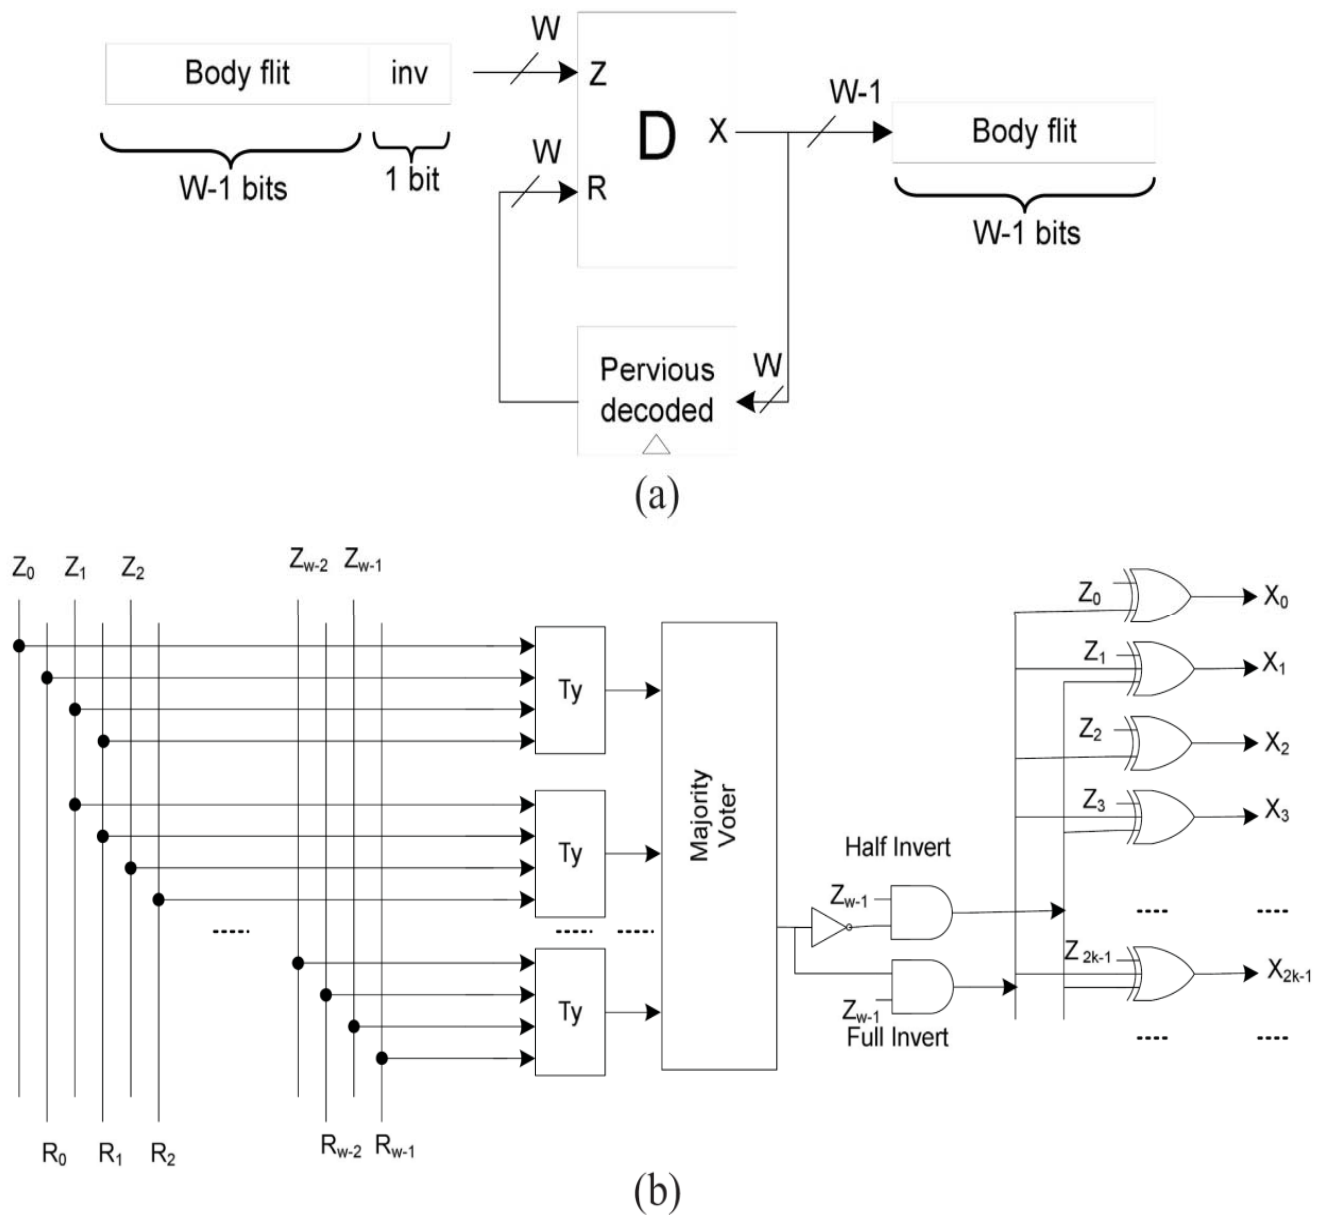 Body flit inv
W-1 bits
1 bit
W
Z
W
R
D
X
W-1
Body flit
W-1 bits
W
Pervious
decoded
(a)
Z0 Z1 Z2 Zw-2 Zw-1
Ty
Ty
..... ..... .....
Ty
R0 R1 R2 Rw-2 Rw-1
Majority
Voter
Half Invert
Zw-1
Zw-1
Full Invert
Z0 X0
Z1 X1
Z2 X2
Z3 X3
.... ....
Z 2k-1 X2k-1
.... ....
(b)